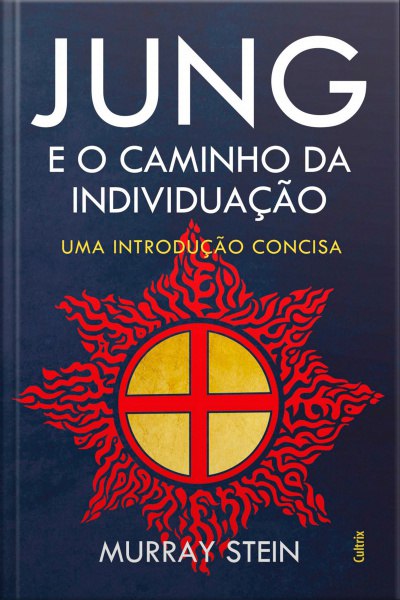 JUNG
E O CAMINHO DA
INDIVIDUAÇÃO
UMA INTRODUÇÃO CONCISA
MURRAY STEIN
Cultrix